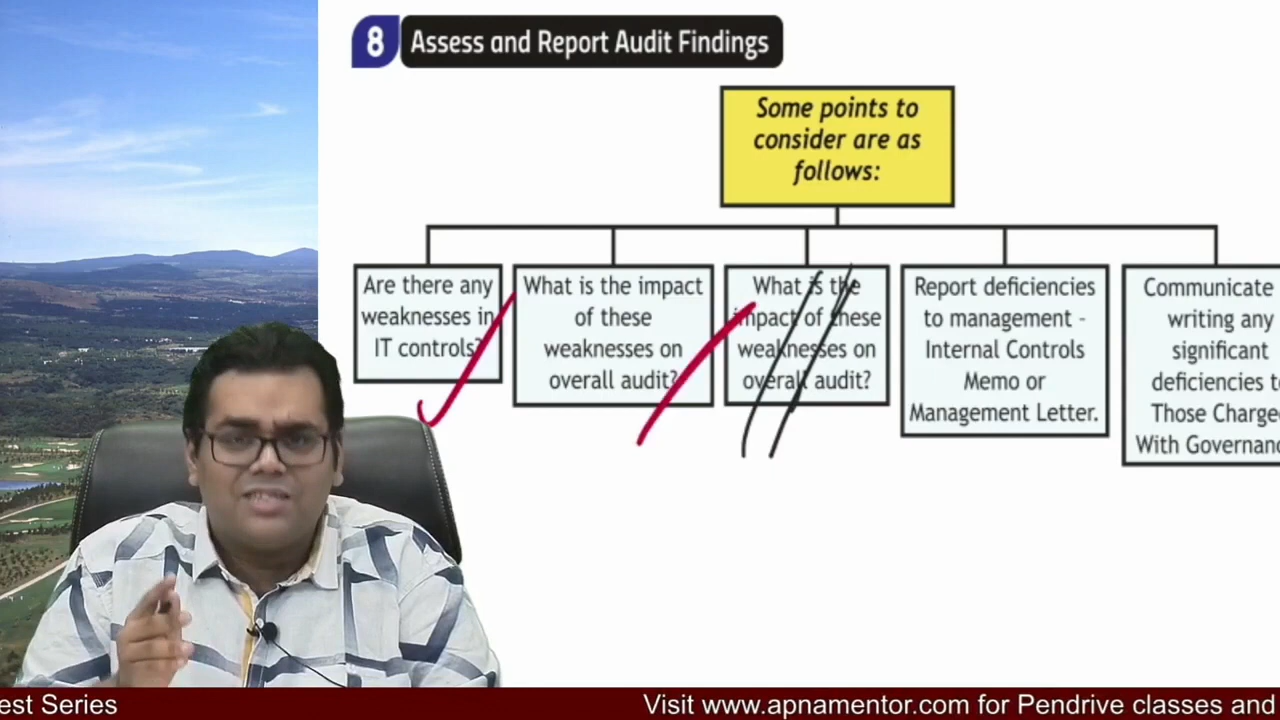 8 Assess and Report Audit Findings
Some points to
consider are as
follows:
Are there any
weaknesses in
IT controls?
What is the impact
of these
weaknesses on
overall audit?
What is the
impact of these
weaknesses on
overall audit?
Report deficiencies
to management -
Internal Controls
Memo or
Management Letter.
Communicate
writing any
significant
deficiencies to
Those Charge
With Governanc
est Series
Visit www.apnamentor.com for Pendrive classes and